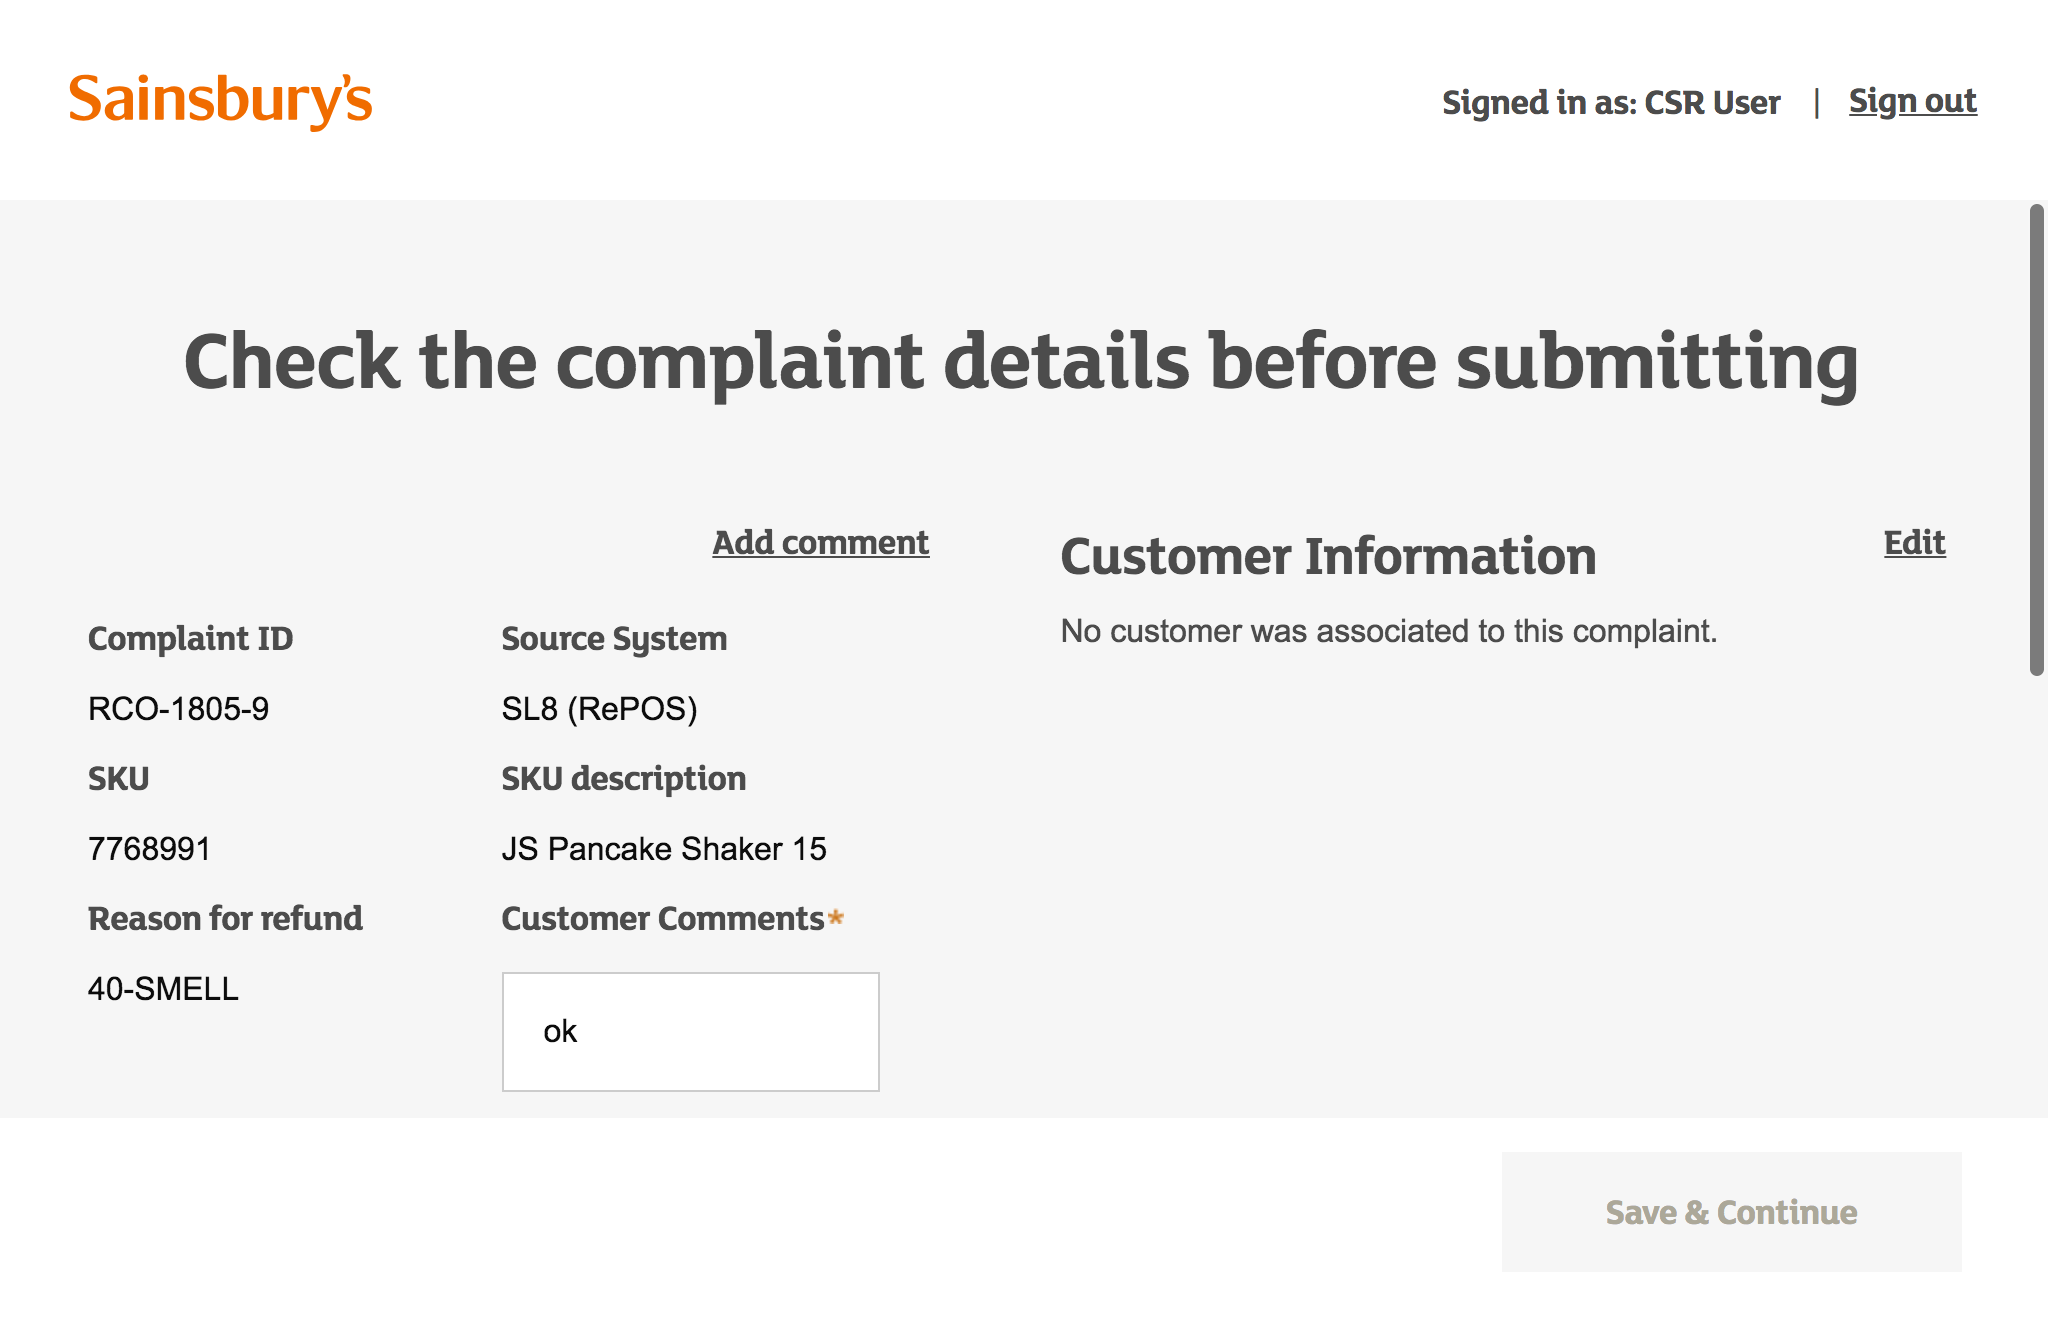 Sainsbury's
Signed in as: CSR User | Sign out
Check the complaint details before submitting
Add comment
Complaint ID Source System
RCO-1805-9 SL8 (RePOS)
SKU SKU description
7768991 JS Pancake Shaker 15
Reason for refund Customer Comments*
40-SMELL
ok
Customer Information Edit
No customer was associated to this complaint.
Save & Continue